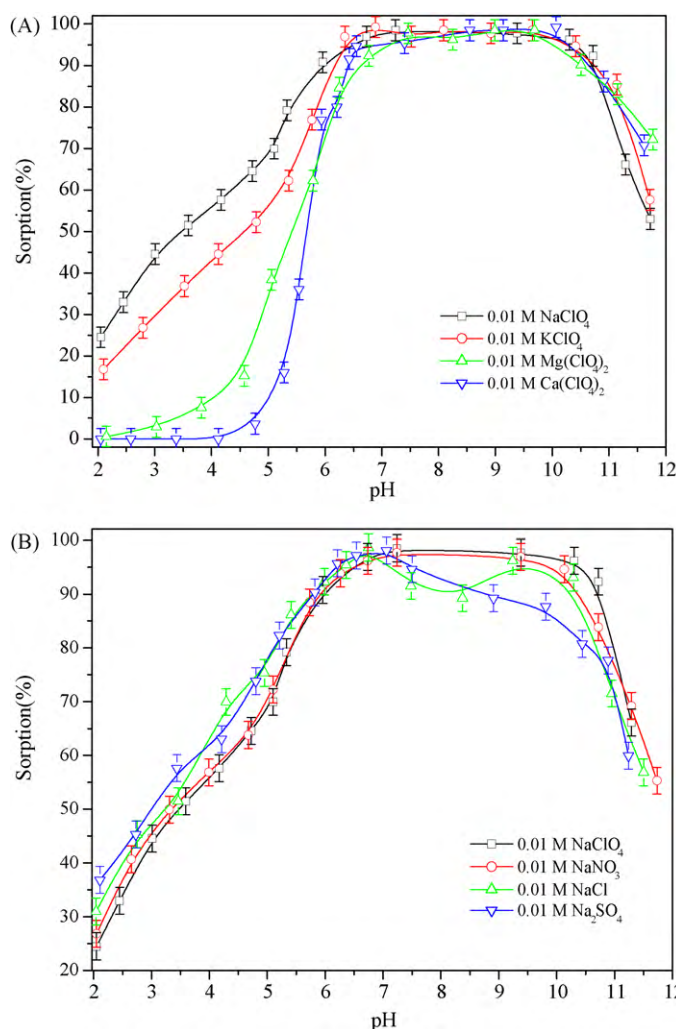 (A)
100
90
80
70
60
50
40
30
20
10
0
Sorption(%)
0.01 M NaClO4
0.01 M KClO4
0.01 M Mg(ClO4)2
0.01 M Ca(ClO4)2
2 3 4 5 6 7 8 9 10 11 12
pH
(B)
100
90
80
70
60
50
40
30
20
Sorption(%)
0.01 M NaClO4
0.01 M NaNO3
0.01 M NaCl
0.01 M Na2SO4
2 3 4 5 6 7 8 9 10 11 12
pH